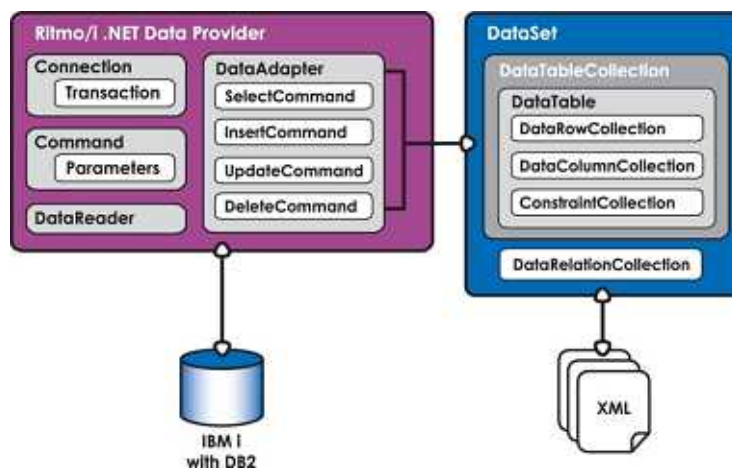 Ritmo/i .NET Data Provider
Connection
Transaction
Command
Parameters
DataReader
DataAdapter
SelectCommand
InsertCommand
UpdateCommand
DeleteCommand
DataSet
DataTableCollection
DataTable
DataRowCollection
DataColumnCollection
ConstraintCollection
DataRelationCollection
IBM i
with DB2
XML